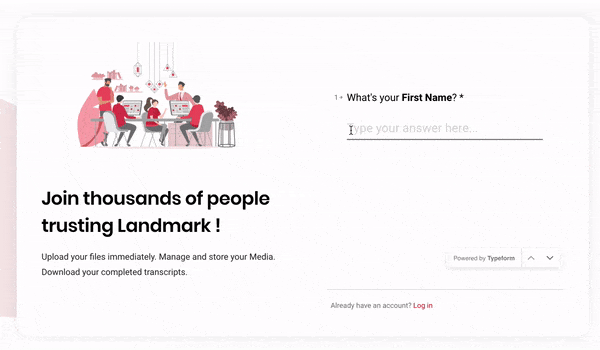 Join thousands of people
trusting Landmark !
Upload your files immediately. Manage and store your Media.
Download your completed transcripts.
1
What's your First Name? *
Type your answer here...
Powered by Typeform
Already have an account? Log in